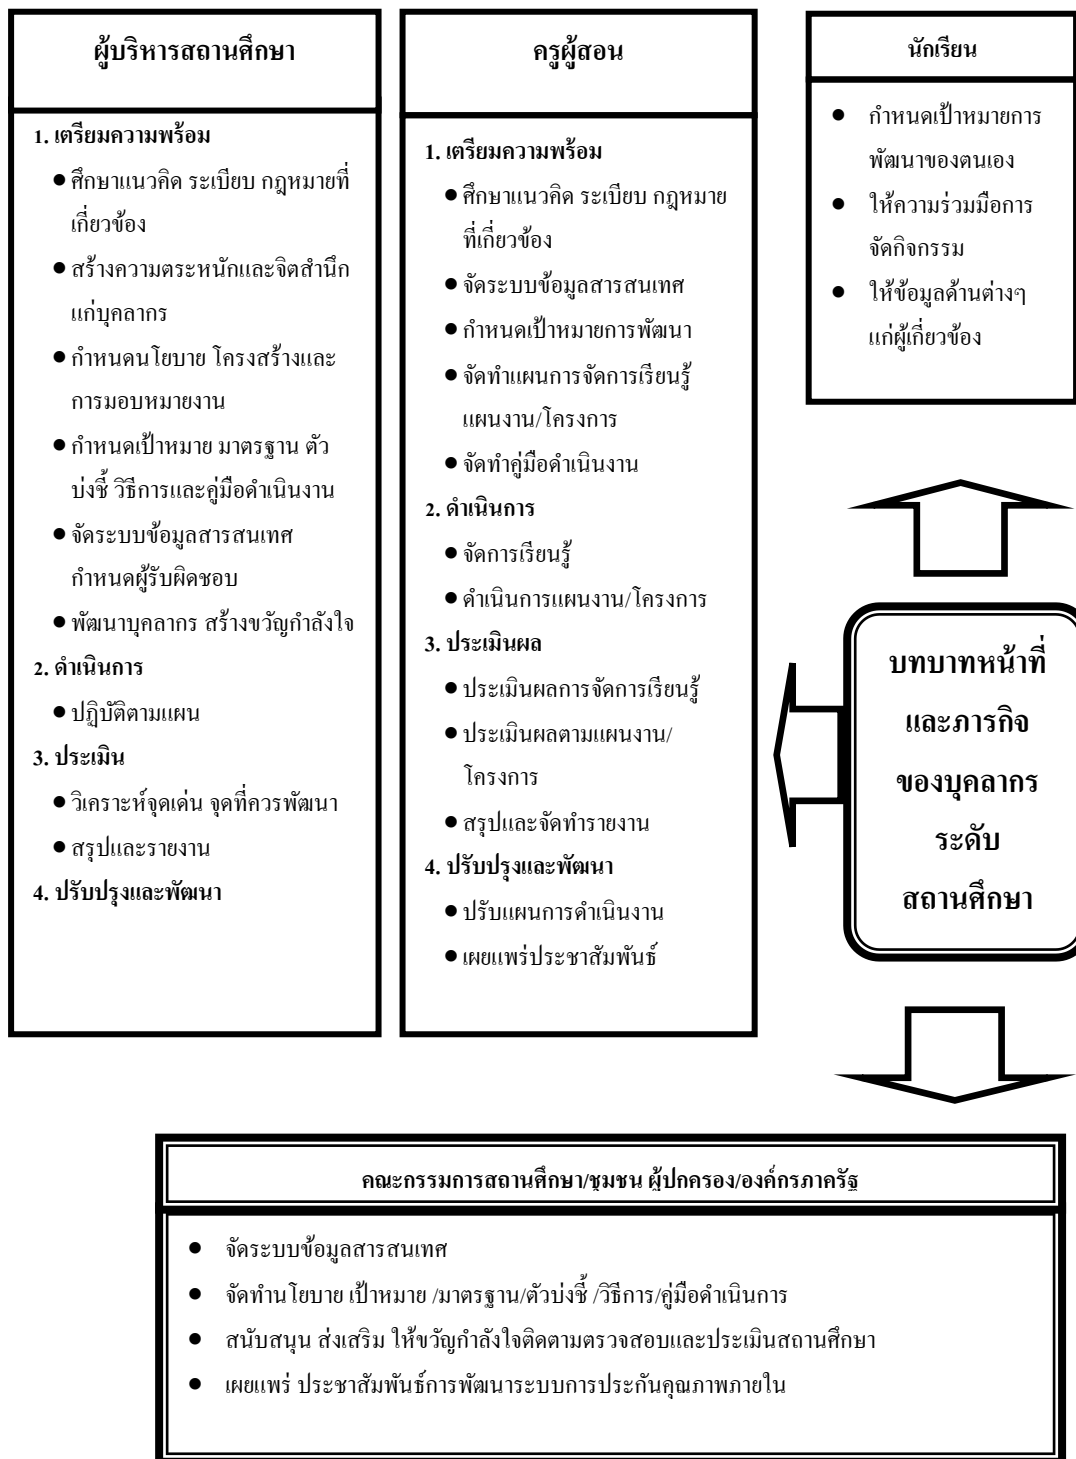 ผู้บริหารสถานศึกษา
1. เตรียมความพร้อม
● ศึกษาแนวคิด ระเบียบ กฎหมายที่
เกี่ยวข้อง
● สร้างความตระหนักและจิตสำนึก
แก่บุคลากร
● กำหนดนโยบาย โครงสร้างและ
การมอบหมายงาน
● กำหนดเป้าหมาย มาตรฐาน ตัว
บ่งชี้ วิธีการและคู่มือดำเนินงาน
● จัดระบบข้อมูลสารสนเทศ
กำหนดผู้รับผิดชอบ
● พัฒนาบุคลากร สร้างขวัญกำลังใจ
2. ดำเนินการ
● ปฏิบัติตามแผน
3. ประเมิน
● วิเคราะห์จุดเด่น จุดที่ควรพัฒนา
● สรุปและรายงาน
4. ปรับปรุงและพัฒนา
ครูผู้สอน
1. เตรียมความพร้อม
● ศึกษาแนวคิด ระเบียบ กฎหมาย
ที่เกี่ยวข้อง
● จัดระบบข้อมูลสารสนเทศ
● กำหนดเป้าหมายการพัฒนา
● จัดทำแผนการจัดการเรียนรู้
แผนงาน/โครงการ
● จัดทำคู่มือดำเนินงาน
2. ดำเนินการ
● จัดการเรียนรู้
● ดำเนินการแผนงาน/โครงการ
3. ประเมินผล
● ประเมินผลการจัดการเรียนรู้
● ประเมินผลตามแผนงาน/
โครงการ
● สรุปและจัดทำรายงาน
4. ปรับปรุงและพัฒนา
● ปรับแผนการดำเนินงาน
● เผยแพร่ประชาสัมพันธ์
นักเรียน
● กำหนดเป้าหมายการ
พัฒนาของตนเอง
● ให้ความร่วมมือการ
จัดกิจกรรม
● ให้ข้อมูลด้านต่างๆ
แก่ผู้เกี่ยวข้อง
บทบาทหน้าที่
และภารกิจ
ของบุคลากร
ระดับ
สถานศึกษา
คณะกรรมการสถานศึกษา/ชุมชน ผู้ปกครอง/องค์กรภาครัฐ
● จัดระบบข้อมูลสารสนเทศ
● จัดทำนโยบาย เป้าหมาย /มาตรฐาน/ตัวบ่งชี้ /วิธีการ/คู่มือดำเนินการ
● สนับสนุน ส่งเสริม ให้ขวัญกำลังใจติดตามตรวจสอบและประเมินสถานศึกษา
● เผยแพร่ ประชาสัมพันธ์การพัฒนาระบบการประกันคุณภาพภายใน